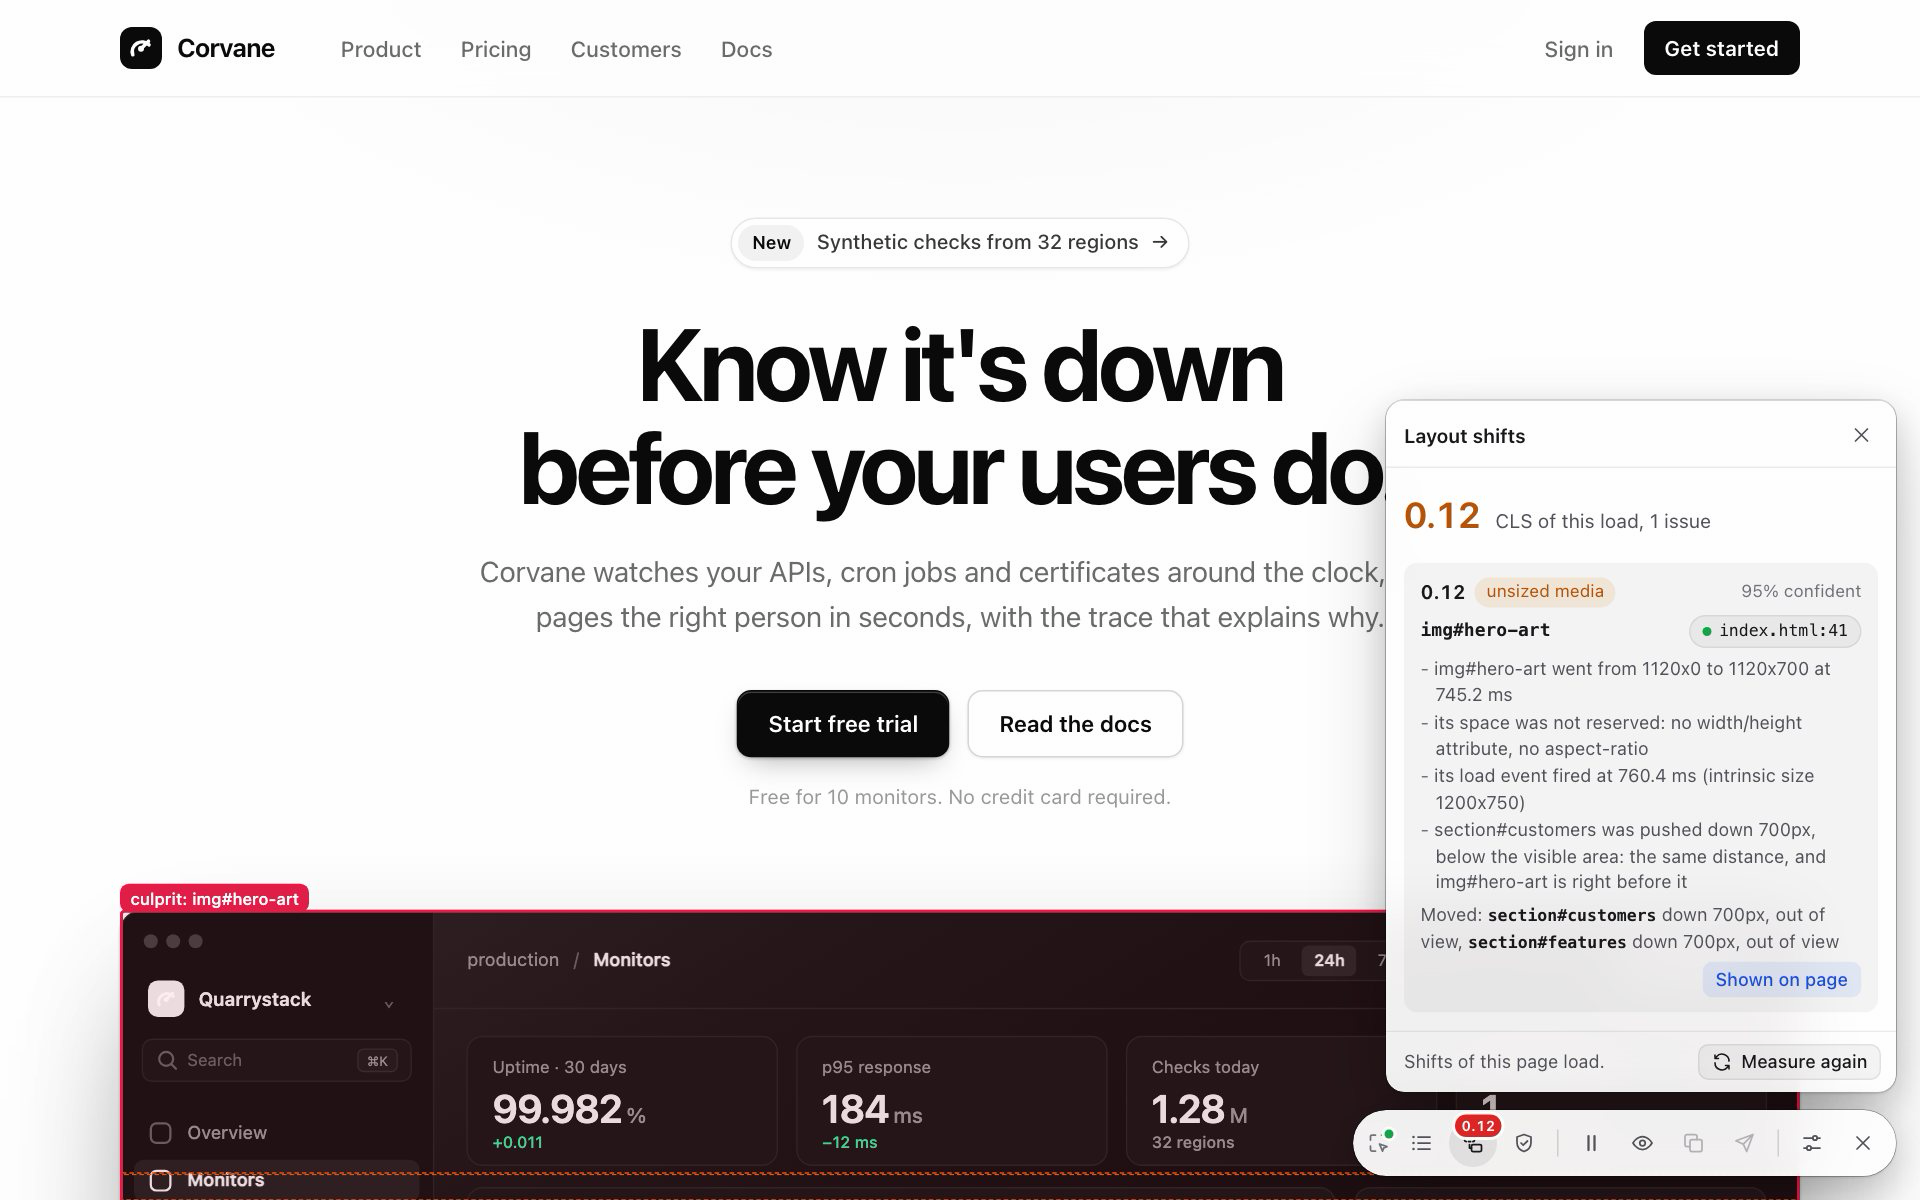 Corvane
Product
Pricing
Customers
Docs
Sign in
Get started
New
Synthetic checks from 32 regions →
Know it's down
before your users do.
Corvane watches your APIs, cron jobs and certificates around the clock,
pages the right person in seconds, with the trace that explains why.
Start free trial
Read the docs
Free for 10 monitors. No credit card required.
culprit: img#hero-art
Quarrystack
Search
⌘K
Overview
Monitors
production / Monitors
1h
24h
7
Uptime · 30 days
99.982 %
+0.011
p95 response
184 ms
−12 ms
Checks today
1.28 M
32 regions
1
Layout shifts
0.12 CLS of this load, 1 issue
0.12 unsized media 95% confident
img#hero-art index.html:41
- img#hero-art went from 1120x0 to 1120x700 at
745.2 ms
- its space was not reserved: no width/height
attribute, no aspect-ratio
- its load event fired at 760.4 ms (intrinsic size
1200x750)
- section#customers was pushed down 700px,
below the visible area: the same distance, and
img#hero-art is right before it
Moved: section#customers down 700px, out of
view, section#features down 700px, out of view
Shown on page
Shifts of this page load.
Measure again
0.12